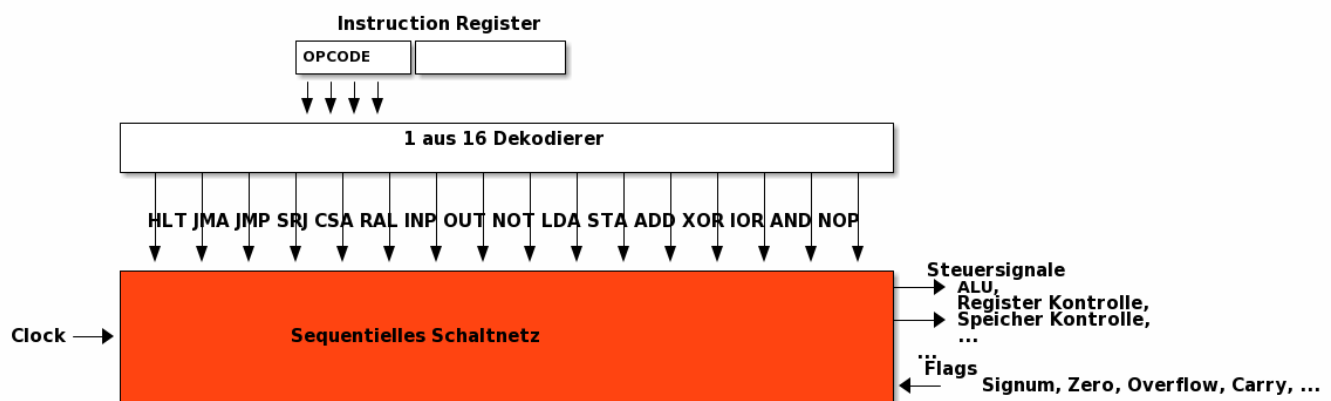 Instruction Register
OPCODE
1 aus 16 Dekodierer
HLT JMA JMP SRJ CSA RAL INP OUT NOT LDA STA ADD XOR IOR AND NOP
Steuersignale
ALU,
Register Kontrolle,
Speicher Kontrolle,
...
Clock
Sequentielles Schaltnetz
...
Flags
Signum, Zero, Overflow, Carry, ...